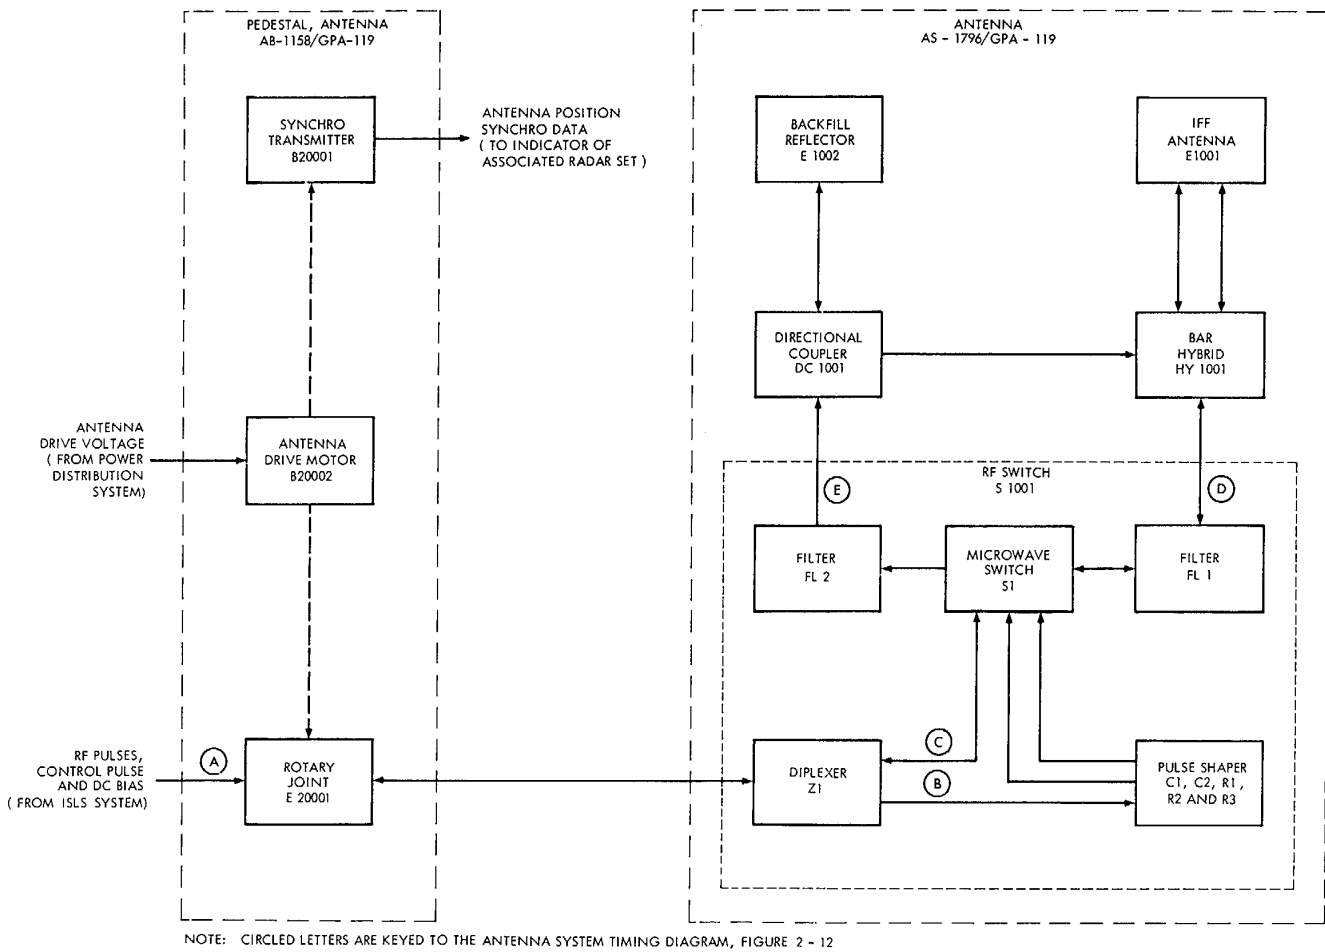 PEDESTAL, ANTENNA
AB-1158/GPA-119
ANTENNA
AS - 1796/GPA - 119
SYNCHRO
TRANSMITTER
B20001
ANTENNA POSITION
SYNCHRO DATA
( TO INDICATOR OF
ASSOCIATED RADAR SET )
BACKFILL
REFLECTOR
E 1002
IFF
ANTENNA
E1001
DIRECTIONAL
COUPLER
DC 1001
BAR
HYBRID
HY 1001
ANTENNA
DRIVE VOLTAGE
( FROM POWER
DISTRIBUTION
SYSTEM)
ANTENNA
DRIVE MOTOR
B20002
RF SWITCH
S 1001
E
D
FILTER
FL 2
MICROWAVE
SWITCH
S1
FILTER
FL 1
RF PULSES,
CONTROL PULSE
AND DC BIAS
( FROM ISLS SYSTEM)
A
ROTARY
JOINT
E 20001
DIPLEXER
Z1
C
B
PULSE SHAPER
C1, C2, R1,
R2 AND R3
NOTE: CIRCLED LETTERS ARE KEYED TO THE ANTENNA SYSTEM TIMING DIAGRAM, FIGURE 2 - 12